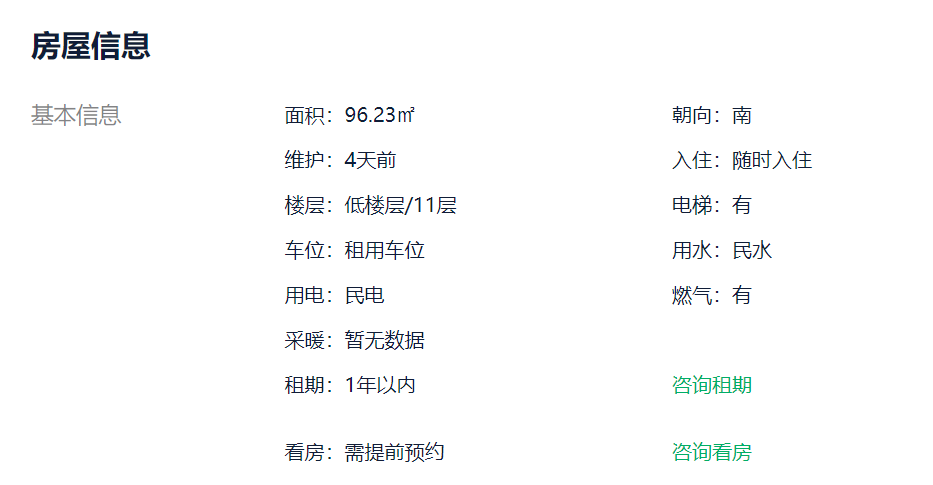 房屋信息
基本信息 面积：96.23㎡ 朝向：南
维护：4天前 入住：随时入住
楼层：低楼层/11层 电梯：有
车位：租用车位 用水：民水
用电：民电 燃气：有
采暖：暂无数据
租期：1年以内 咨询租期
看房：需提前预约 咨询看房